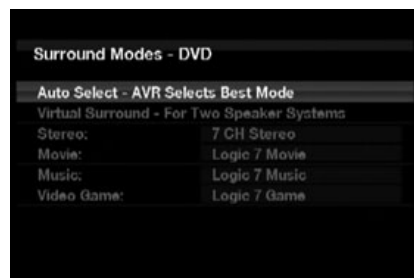 Surround Modes - DVD
Auto Select - AVR Selects Best Mode
Virtual Surround - For Two Speaker Systems
Stereo: 7 CH Stereo
Movie: Logic 7 Movie
Music: Logic 7 Music
Video Game: Logic 7 Game